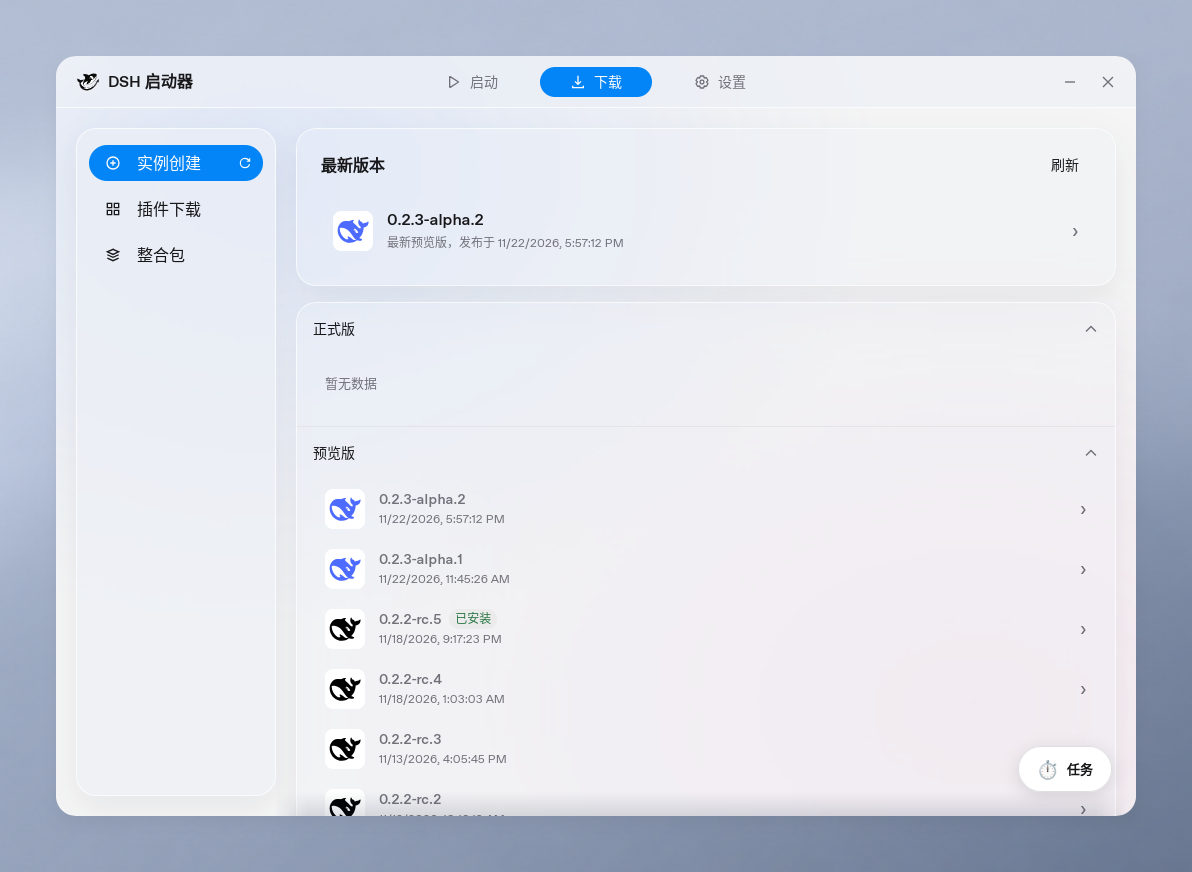 DSH 启动器
启动
下载
设置
实例创建
插件下载
整合包
最新版本
刷新
0.2.3-alpha.2
最新预览版，发布于 11/22/2026, 5:57:12 PM
正式版
暂无数据
预览版
0.2.3-alpha.2
11/22/2026, 5:57:12 PM
0.2.3-alpha.1
11/22/2026, 11:45:26 AM
0.2.2-rc.5 已安装
11/18/2026, 9:17:23 PM
0.2.2-rc.4
11/18/2026, 1:03:03 AM
0.2.2-rc.3
11/13/2026, 4:05:45 PM
任务
0.2.2-rc.2